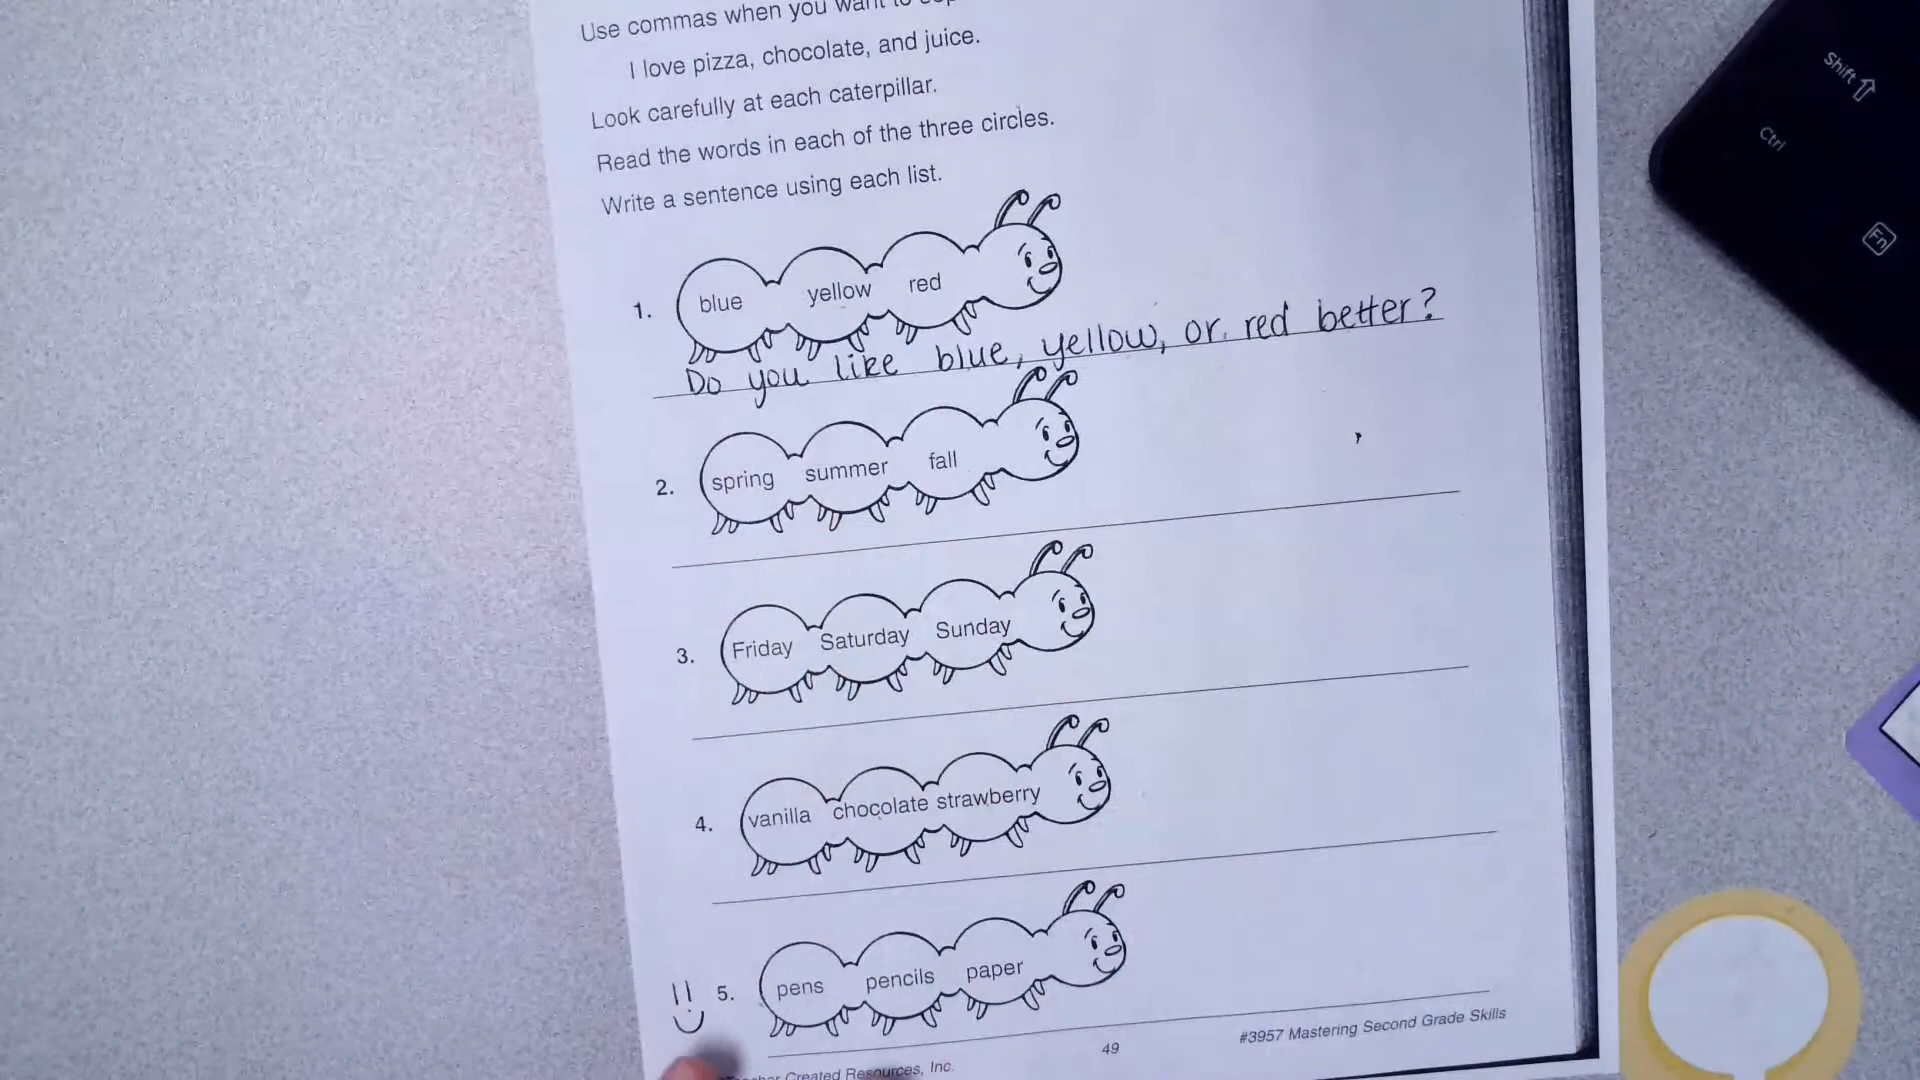 Use commas when you want to
I love pizza, chocolate, and juice.
Look carefully at each caterpillar.
Read the words in each of the three circles.
Write a sentence using each list.
1. blue yellow red
Do you like blue, yellow, or red better?
2. spring summer fall
3. Friday Saturday Sunday
4. vanilla chocolate strawberry
5. pens pencils paper
Created Resources, Inc. 49 #3957 Mastering Second Grade Skills
Shift
Ctrl
Fn